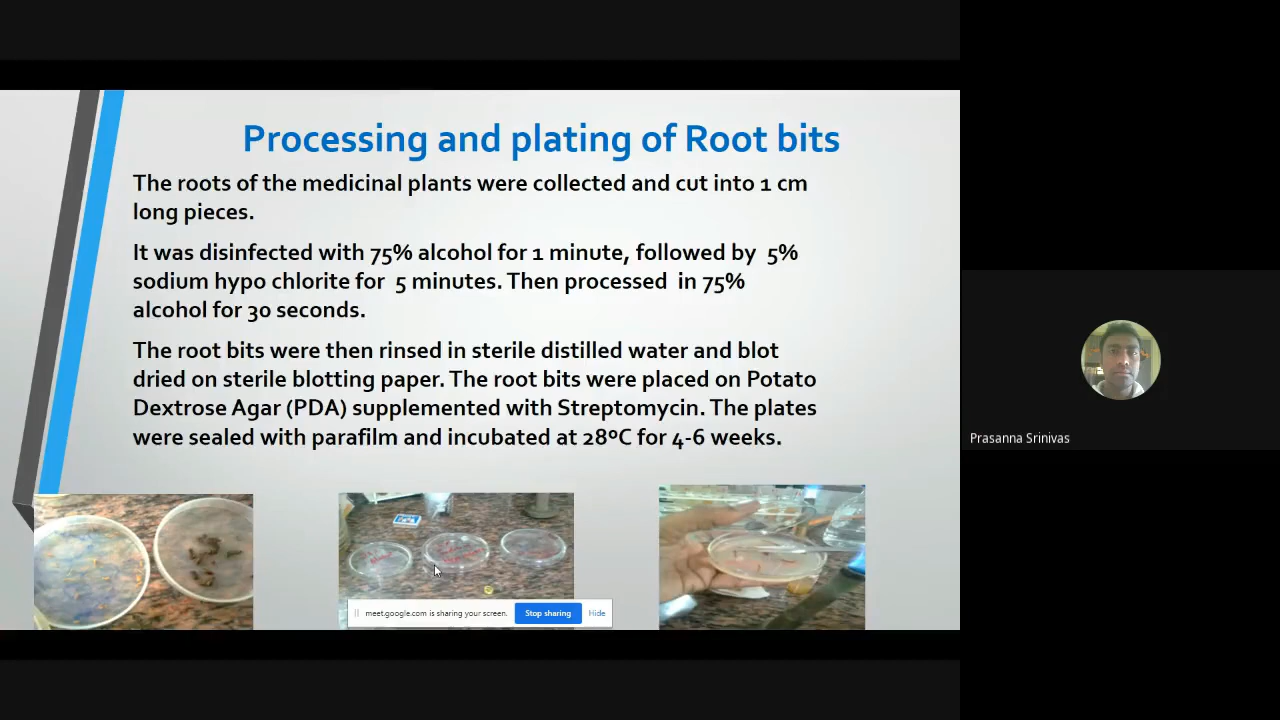 Processing and plating of Root bits
The roots of the medicinal plants were collected and cut into 1 cm
long pieces.
It was disinfected with 75% alcohol for 1 minute, followed by 5%
sodium hypo chlorite for 5 minutes. Then processed in 75%
alcohol for 30 seconds.
The root bits were then rinsed in sterile distilled water and blot
dried on sterile blotting paper. The root bits were placed on Potato
Dextrose Agar (PDA) supplemented with Streptomycin. The plates
were sealed with parafilm and incubated at 28ºC for 4-6 weeks.
meet.google.com is sharing your screen. Stop sharing Hide
Prasanna Srinivas